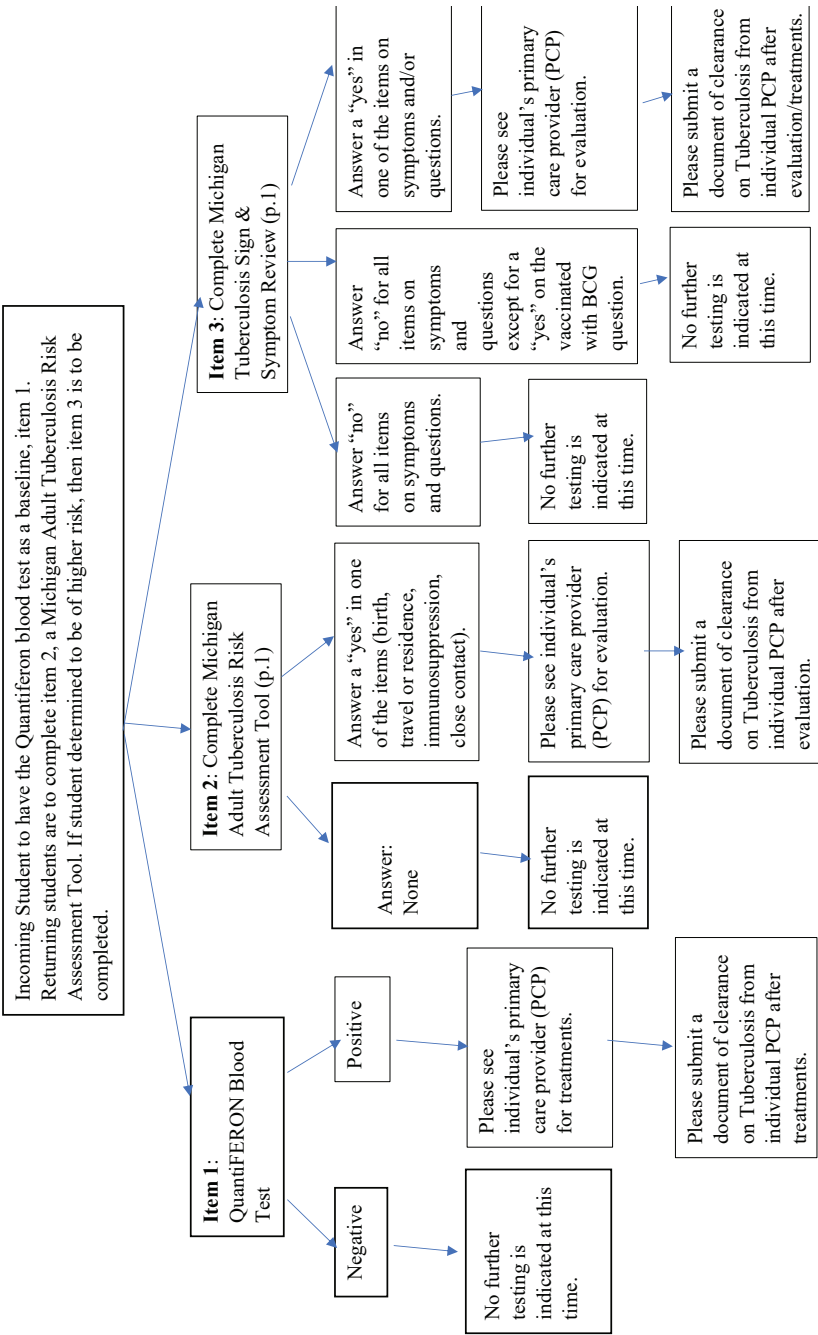 Incoming Student to have the Quantiferon blood test as a baseline, item 1.
Returning students are to complete item 2, a Michigan Adult Tuberculosis Risk
Assessment Tool. If student determined to be of higher risk, then item 3 is to be
completed.
Item 1:
QuantiFERON Blood
Test
Negative
No further
testing is
indicated at this
time.
Positive
Please see
individual’s primary
care provider (PCP)
for treatments.
Please submit a
document of clearance
on Tuberculosis from
individual PCP after
treatments.
Item 2: Complete Michigan
Adult Tuberculosis Risk
Assessment Tool (p.1)
Answer:
None
No further
testing is
indicated at
this time.
Answer a “yes” in one
of the items (birth,
travel or residence,
immunosuppression,
close contact).
Please see individual’s
primary care provider
(PCP) for evaluation.
Please submit a
document of clearance
on Tuberculosis from
individual PCP after
evaluation.
Item 3: Complete Michigan
Tuberculosis Sign &
Symptom Review (p.1)
Answer “no”
for all items
on symptoms
and questions.
No further
testing is
indicated at
this time.
Answer
“no” for all
items on
symptoms
and
questions
except for a
“yes” on the
vaccinated
with BCG
question.
No further
testing is
indicated at
this time.
Answer a “yes” in
one of the items on
symptoms and/or
questions.
Please see
individual’s primary
care provider (PCP)
for evaluation.
Please submit a
document of clearance
on Tuberculosis from
individual PCP after
evaluation/treatments.